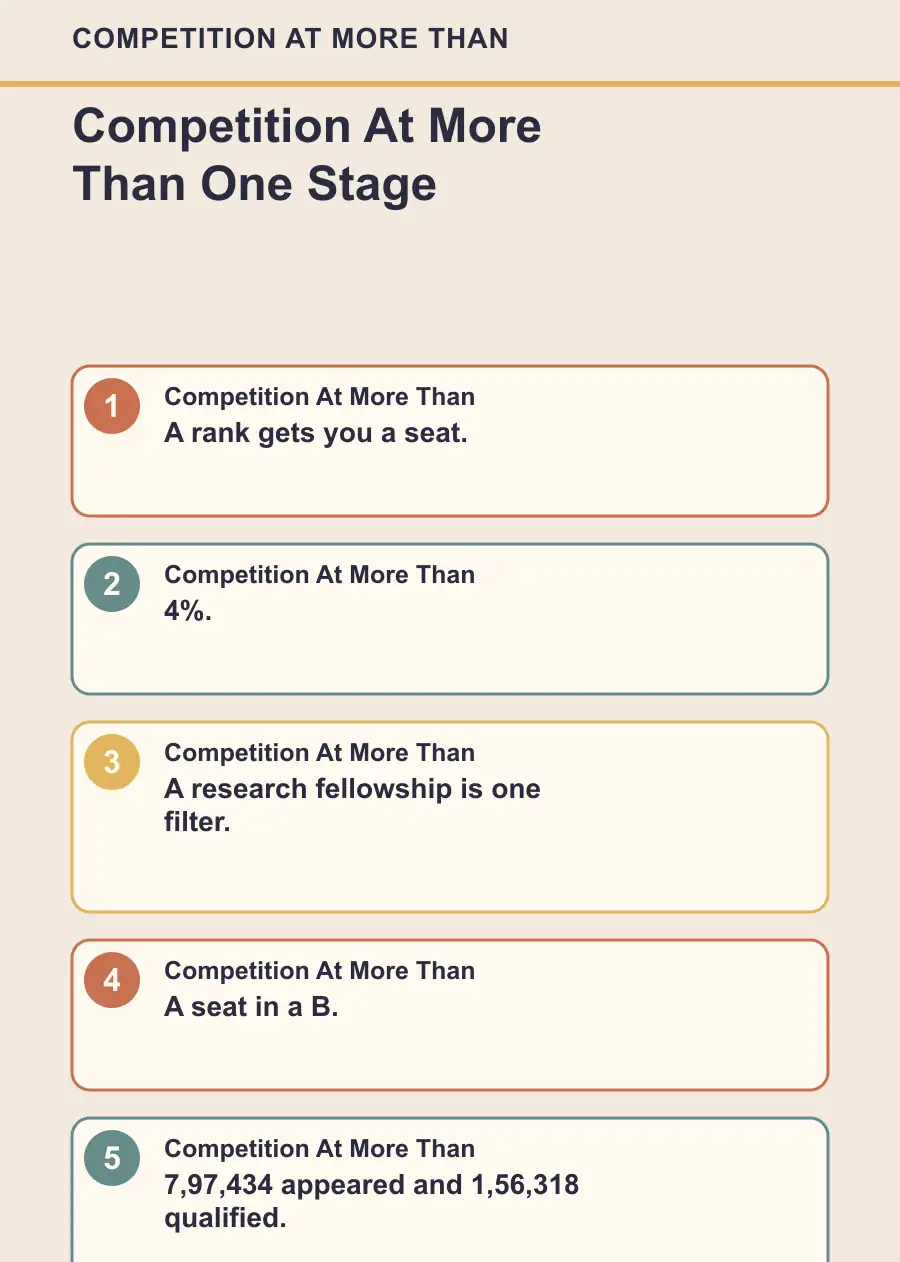 COMPETITION AT MORE THAN
Competition At More
Than One Stage
1
Competition At More Than
A rank gets you a seat.
2
Competition At More Than
4%.
3
Competition At More Than
A research fellowship is one
filter.
4
Competition At More Than
A seat in a B.
5
Competition At More Than
7,97,434 appeared and 1,56,318
qualified.